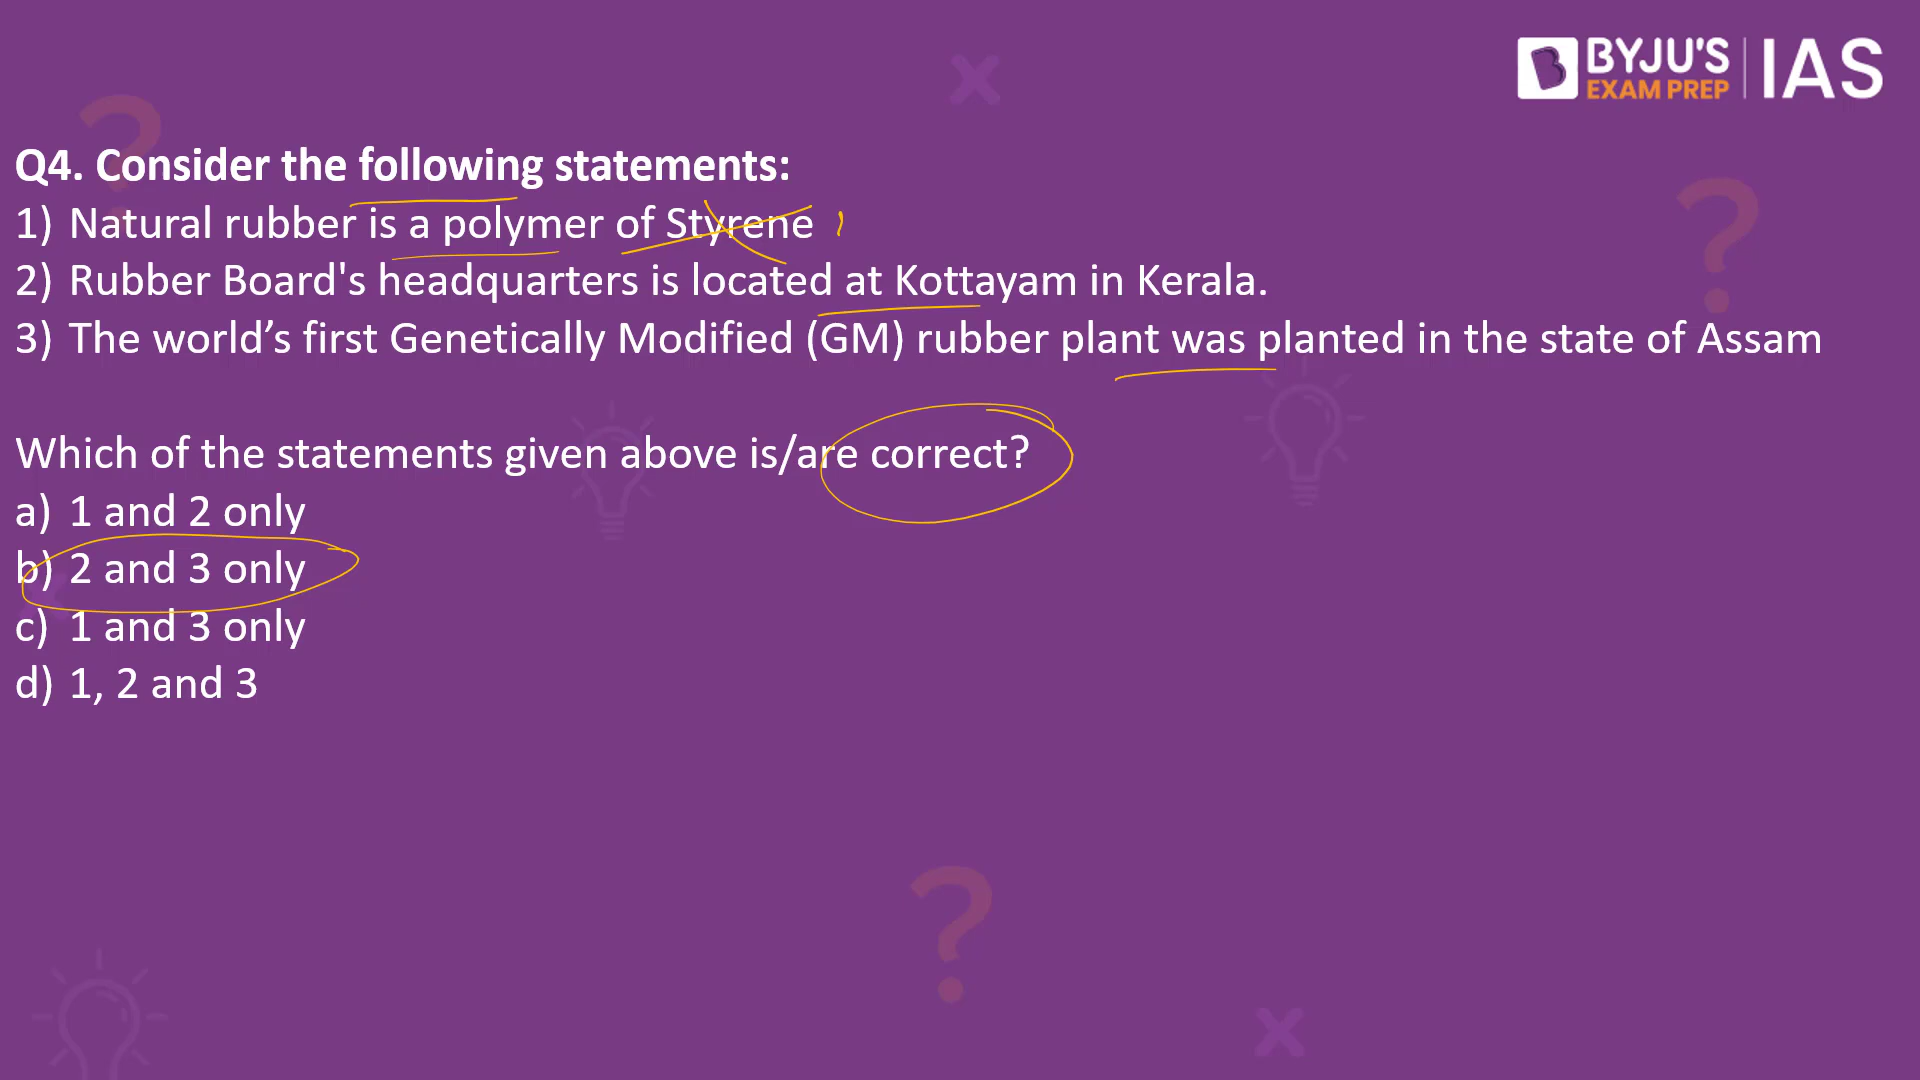 BYJU'S
EXAM PREP
IAS
Q4. Consider the following statements:
1) Natural rubber is a polymer of Styrene
2) Rubber Board's headquarters is located at Kottayam in Kerala.
3) The world’s first Genetically Modified (GM) rubber plant was planted in the state of Assam
Which of the statements given above is/are correct?
a) 1 and 2 only
b) 2 and 3 only
c) 1 and 3 only
d) 1, 2 and 3